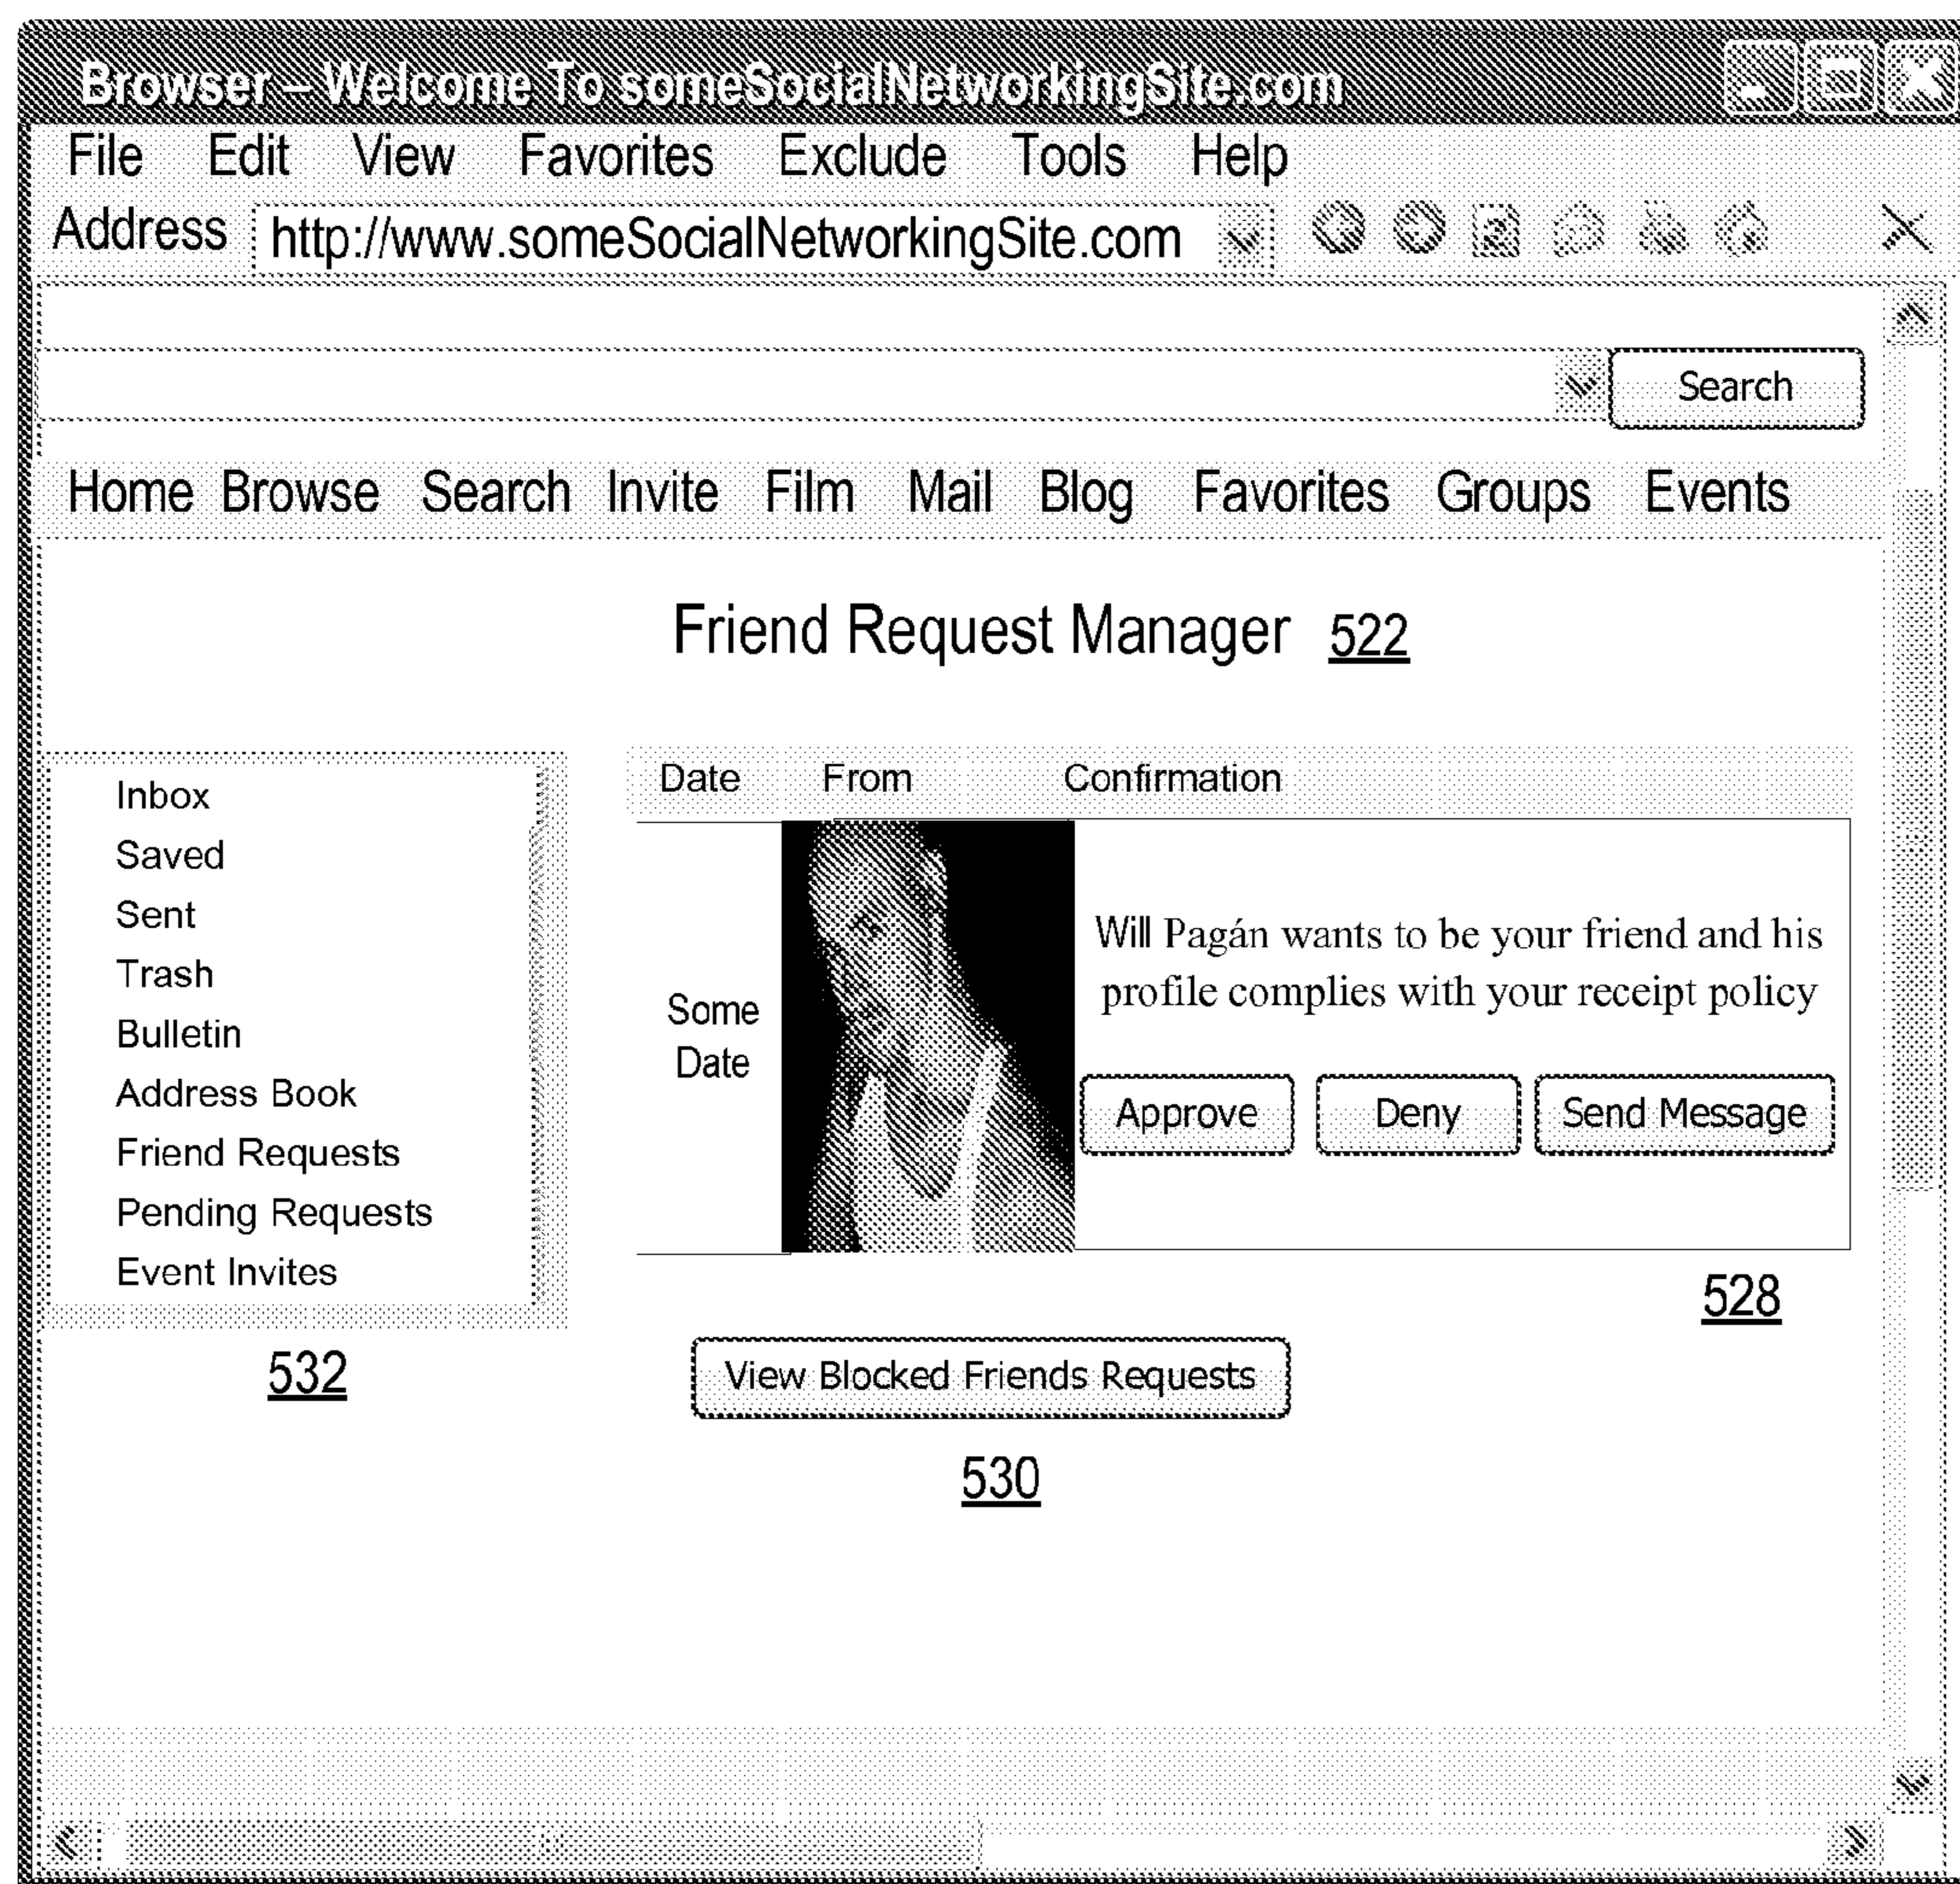 Browser – Welcome To someSocialNetworkingSite.com
File Edit View Favorites Exclude Tools Help
Address http://www.someSocialNetworkingSite.com
Search
Home Browse Search Invite Film Mail Blog Favorites Groups Events
Friend Request Manager 522
Inbox
Saved
Sent
Trash
Bulletin
Address Book
Friend Requests
Pending Requests
Event Invites
532
Date From Confirmation
Some
Date
Will Pagán wants to be your friend and his
profile complies with your receipt policy
Approve Deny Send Message
528
View Blocked Friends Requests
530